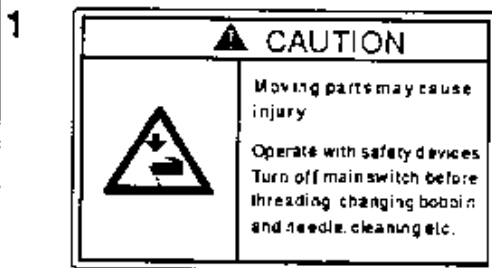 1
CAUTION
Moving parts may cause
injury
Operate with safety devices
Turn off main switch before
threading, changing bobbin
and needle, cleaning etc.